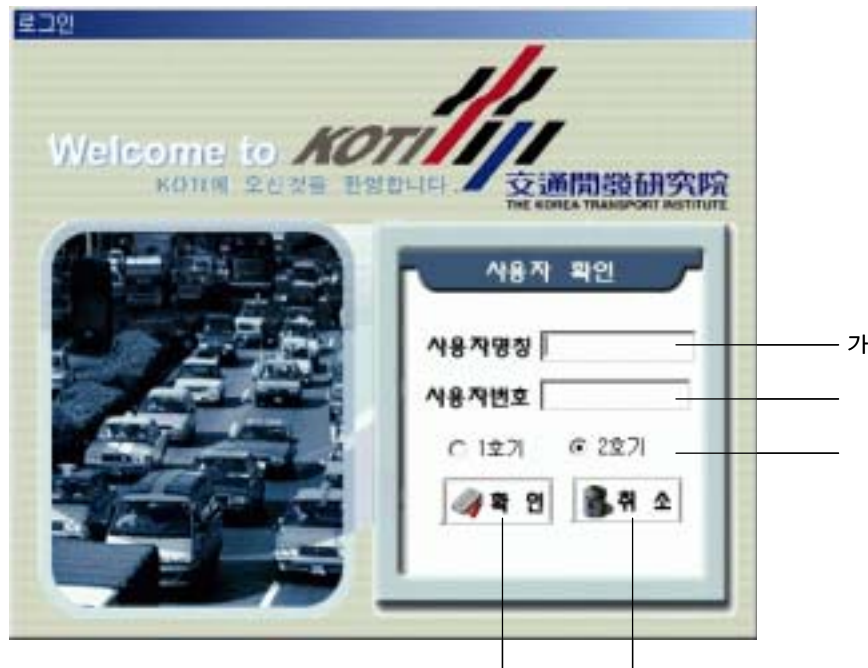 로그인
Welcome to KOTI
KOTI에 오신것을 환영합니다.
交通開發研究院
THE KOREA TRANSPORT INSTITUTE
사용자 확인
사용자명칭
가
사용자번호
1호기 2호기
확 인 취 소